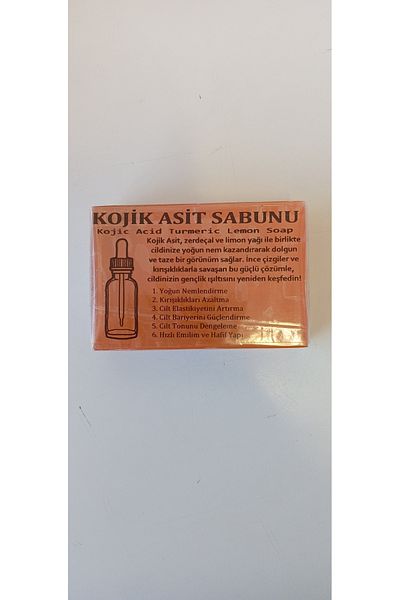 KOJİK ASİT SABUNU
Kojic Acid Turmeric Lemon Soap
Kojik Asit, zerdeçal ve limon yağı ile birlikte
cildinize yoğun nem kazandırarak dolgun
ve taze bir görünüm sağlar. İnce çizgiler ve
kırışıklıklarla savaşan bu güçlü çözümle,
cildinizin gençlik ışıltısını yeniden keşfedin!
1. Yoğun Nemlendirme
2. Kırışıklıkları Azaltma
3. Cilt Elastikiyetini Artırma
4. Cilt Bariyerini Güçlendirme
5. Cilt Tonunu Dengeleme
6. Hızlı Emilim ve Hafif Yapı